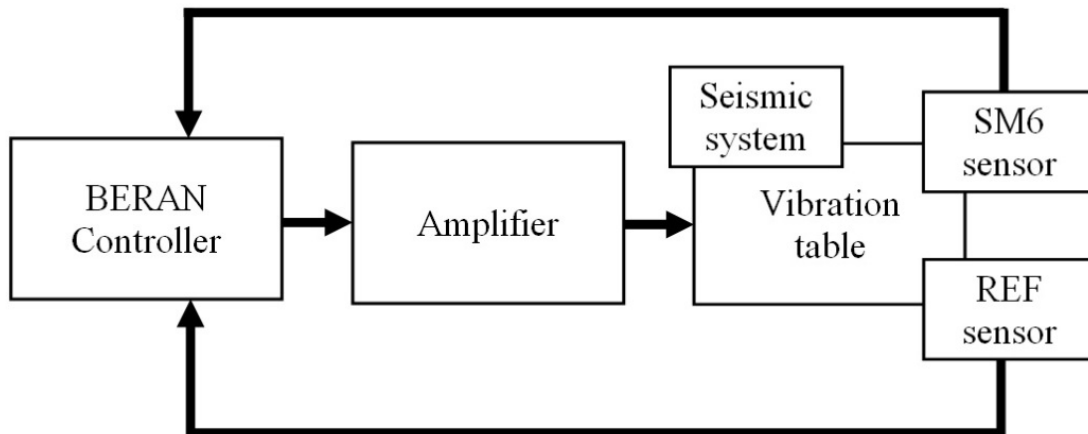 BERAN
Controller
Amplifier
Seismic
system
Vibration
table
SM6
sensor
REF
sensor